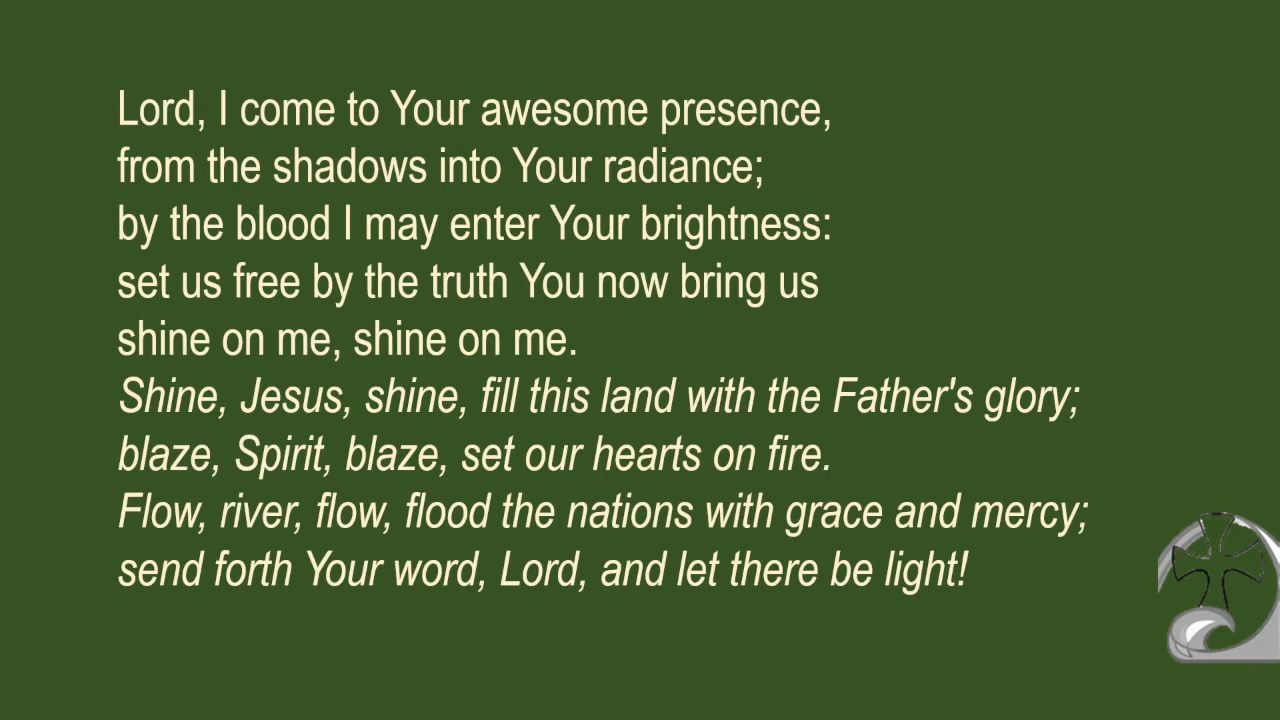 Lord, I come to Your awesome presence,
from the shadows into Your radiance;
by the blood I may enter Your brightness:
set us free by the truth You now bring us
shine on me, shine on me.
Shine, Jesus, shine, fill this land with the Father's glory;
blaze, Spirit, blaze, set our hearts on fire.
Flow, river, flow, flood the nations with grace and mercy;
send forth Your word, Lord, and let there be light!